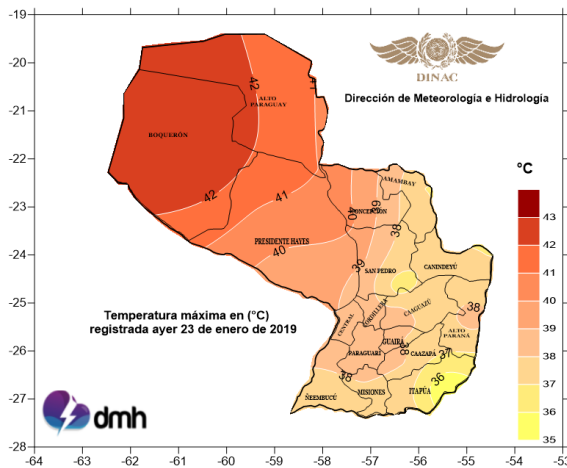 DINAC
Dirección de Meteorología e Hidrología
°C
43
42
41
40
39
38
37
36
35
-19
-20
-21
-22
-23
-24
-25
-26
-27
-28
-64
-63
-62
-61
-60
-59
-58
-57
-56
-55
-54
-53
42
41
ALTO
PARAGUAY
BOQUERÓN
42
41
AMAMBAY
CONCEPCIÓN
40
39
38
PRESIDENTE HAYES
40
39
SAN PEDRO
CANINDEYÚ
CORDILLERA
CENTRAL
CAAGUAZÚ
38
ALTO
PARANÁ
GUAIRÁ
38
37
PARAGUARÍ
CAAZAPÁ
38
36
ÑEEMBUCÚ
MISIONES
ITAPÚA
Temperatura máxima en (°C)
registrada ayer 23 de enero de 2019
dmh